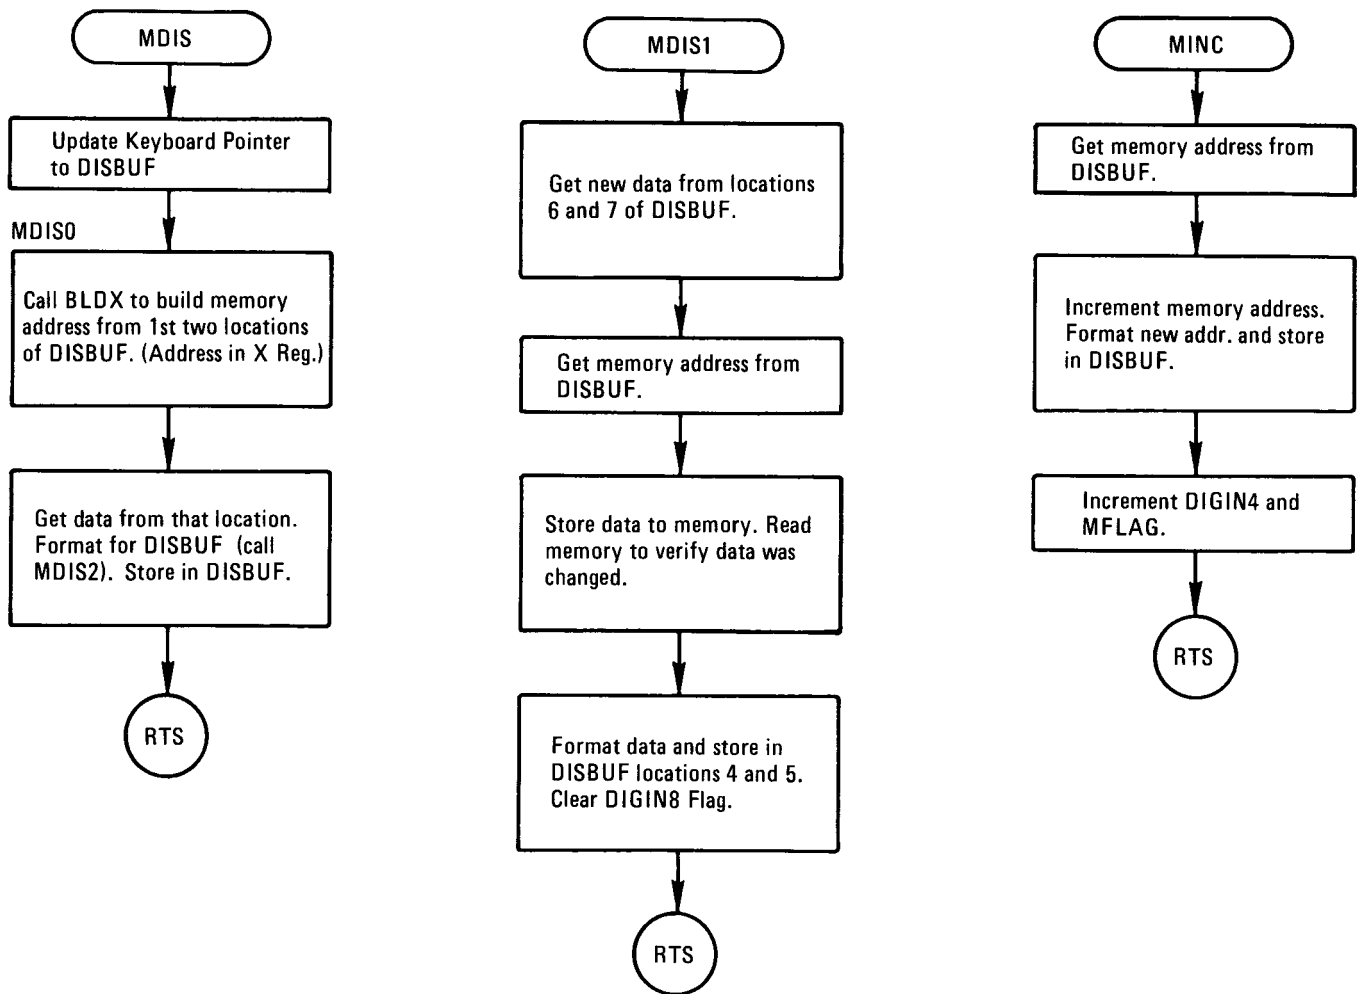 MDIS
Update Keyboard Pointer
to DISBUF
MDIS0
Call BLDX to build memory
address from 1st two locations
of DISBUF. (Address in X Reg.)
Get data from that location.
Format for DISBUF (call
MDIS2). Store in DISBUF.
RTS
MDIS1
Get new data from locations
6 and 7 of DISBUF.
Get memory address from
DISBUF.
Store data to memory. Read
memory to verify data was
changed.
Format data and store in
DISBUF locations 4 and 5.
Clear DIGIN8 Flag.
RTS
MINC
Get memory address from
DISBUF.
Increment memory address.
Format new addr. and store
in DISBUF.
Increment DIGIN4 and
MFLAG.
RTS